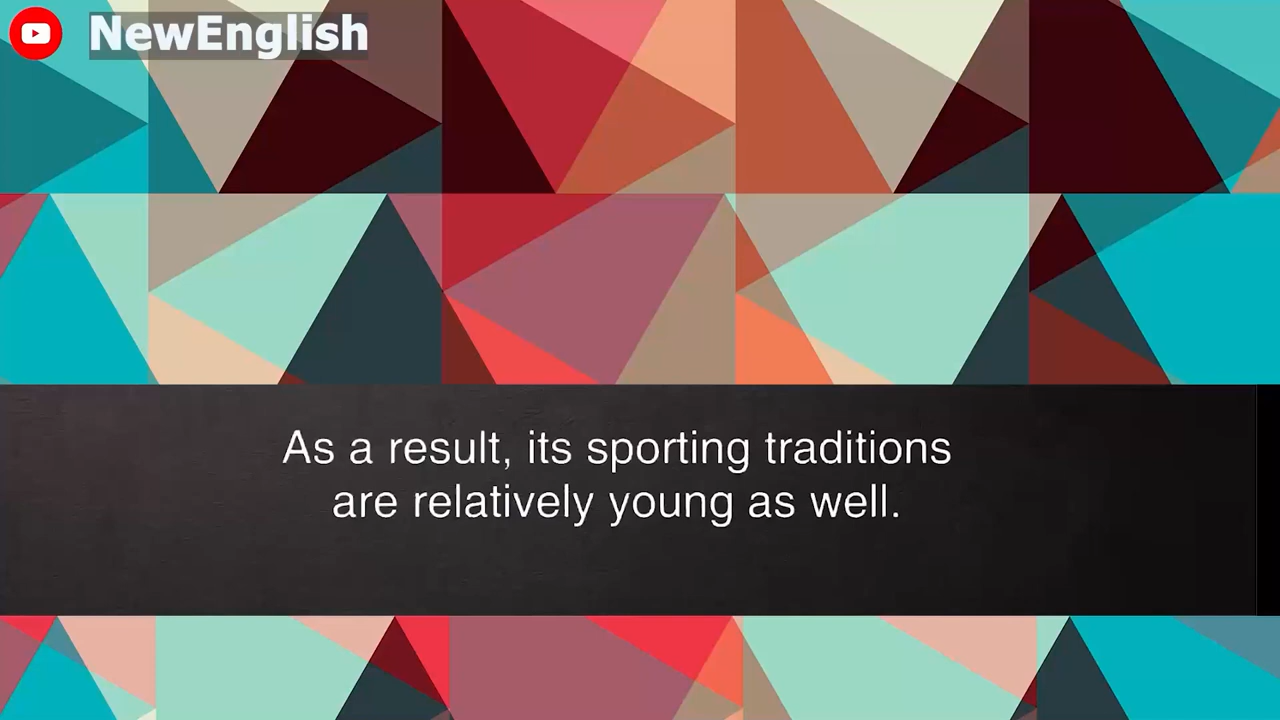 NewEnglish
As a result, its sporting traditions
are relatively young as well.